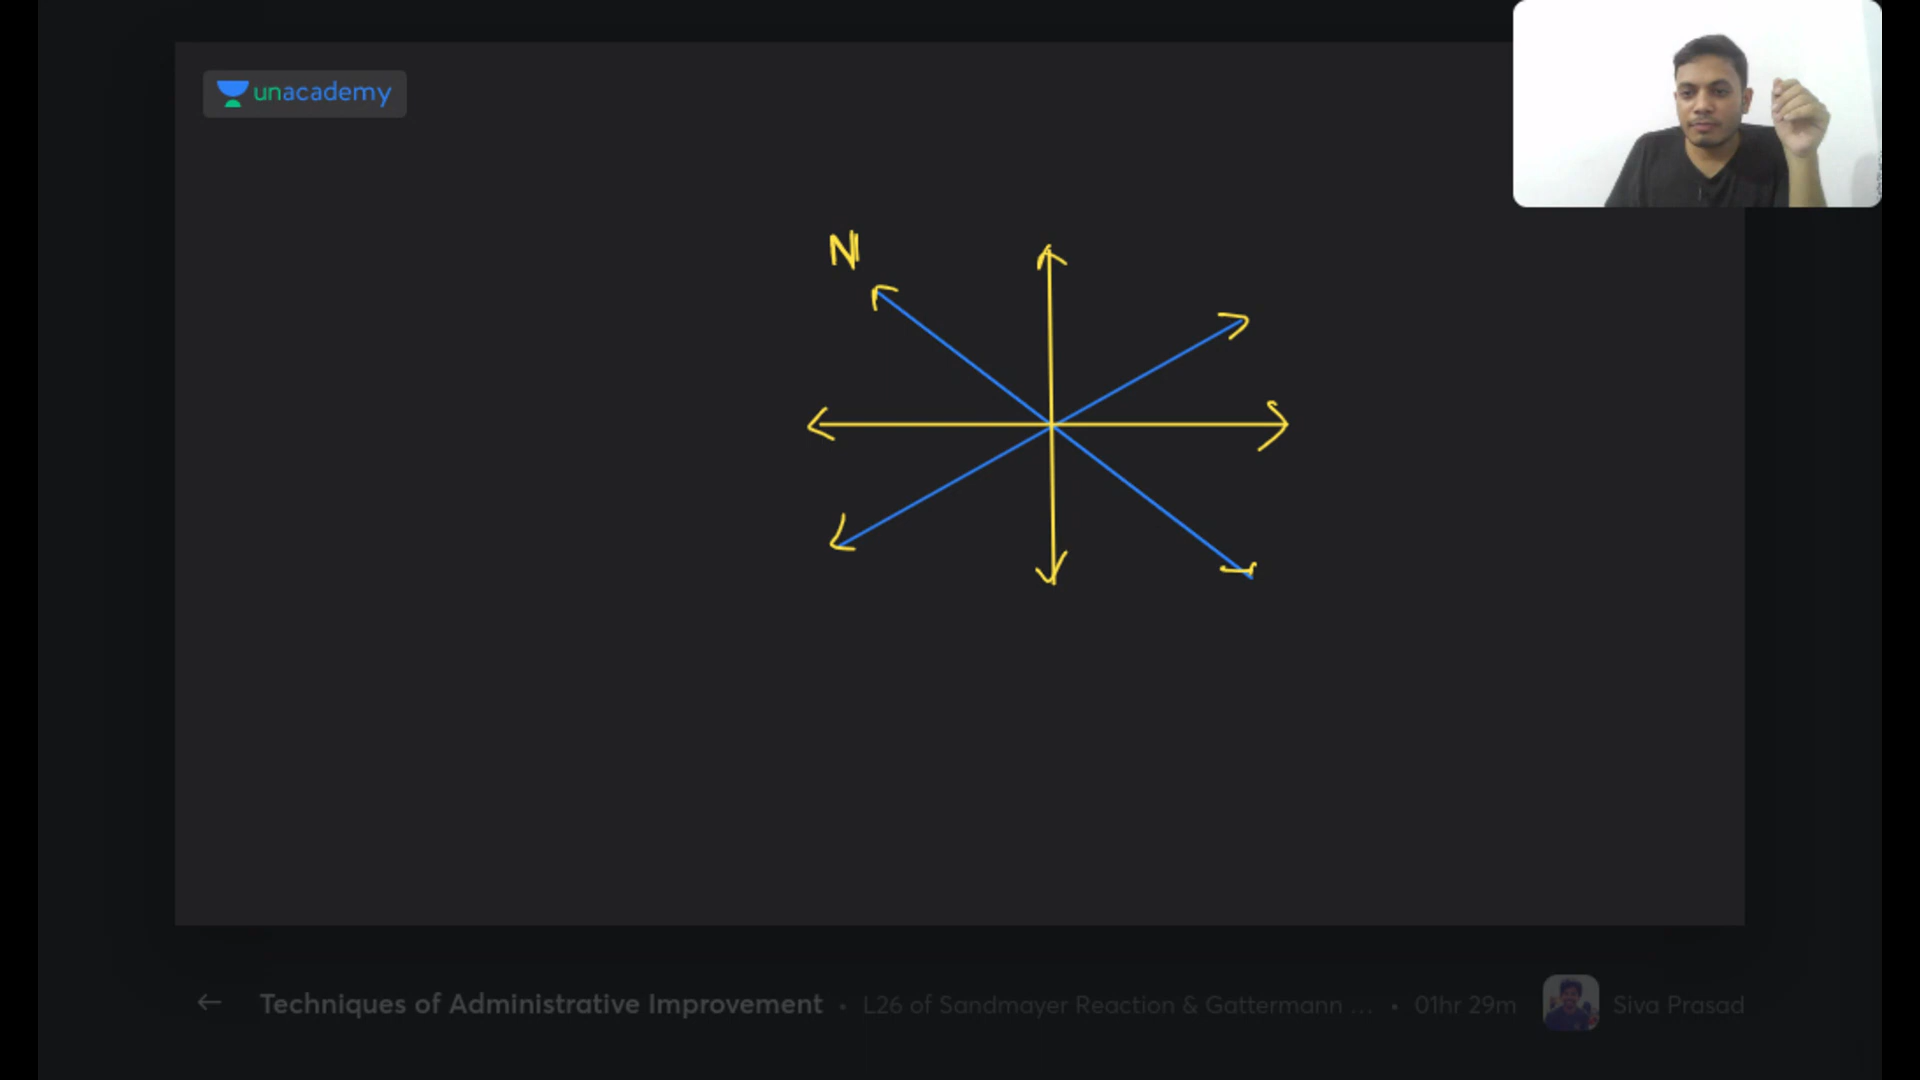 unacademy
N
Techniques of Administrative Improvement • L26 of Sandmayer Reaction & Gattermann ... • 01hr 29m Siva Prasad